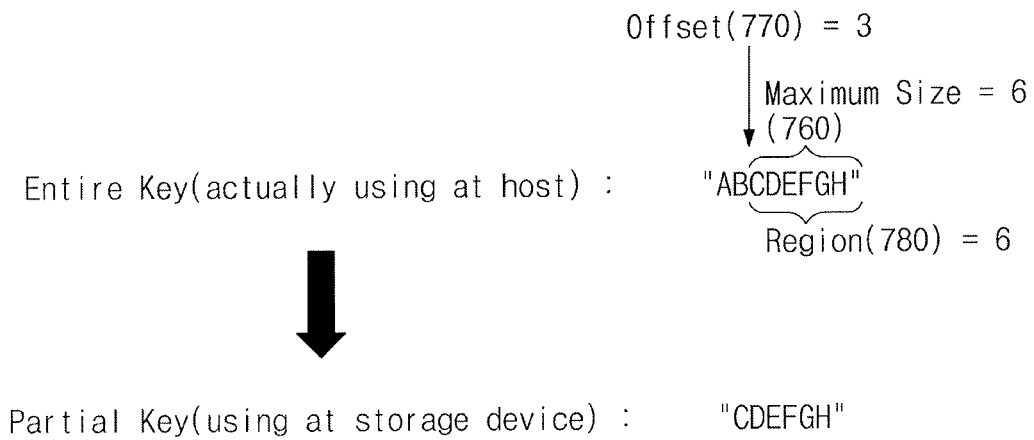 Offset(770) = 3
Maximum Size = 6
(760)
Entire Key(actually using at host) : "ABCDEFGH"
Region(780) = 6
Partial Key(using at storage device) : "CDEFGH"